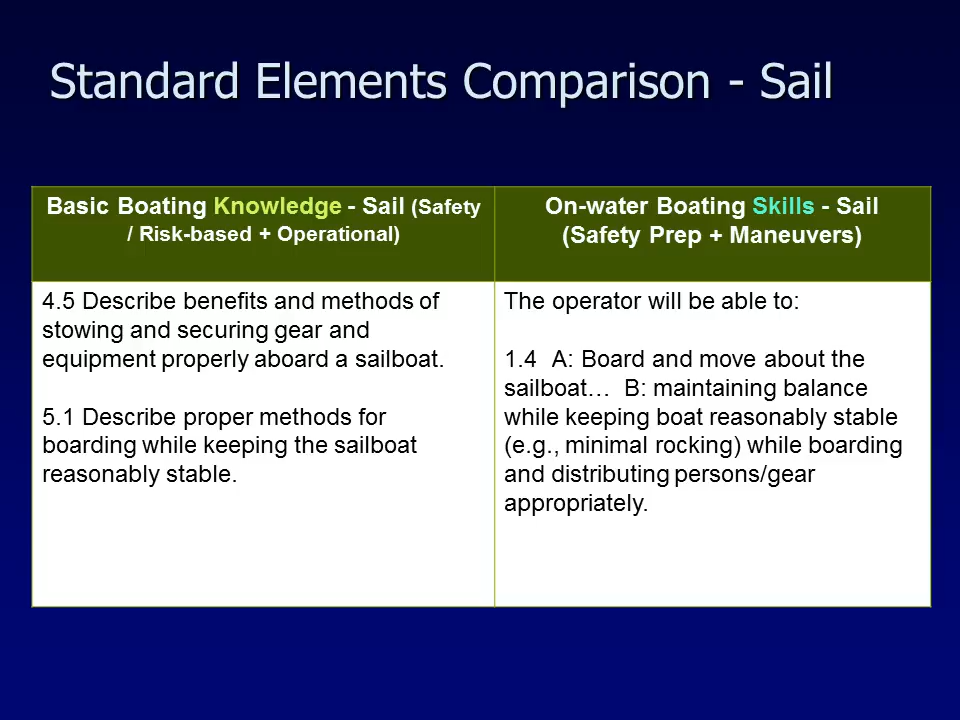 Standard Elements Comparison - Sail
Basic Boating Knowledge - Sail (Safety
/ Risk-based + Operational)
On-water Boating Skills - Sail
(Safety Prep + Maneuvers)
4.5 Describe benefits and methods of
stowing and securing gear and
equipment properly aboard a sailboat.
5.1 Describe proper methods for
boarding while keeping the sailboat
reasonably stable.
The operator will be able to:
1.4 A: Board and move about the
sailboat… B: maintaining balance
while keeping boat reasonably stable
(e.g., minimal rocking) while boarding
and distributing persons/gear
appropriately.